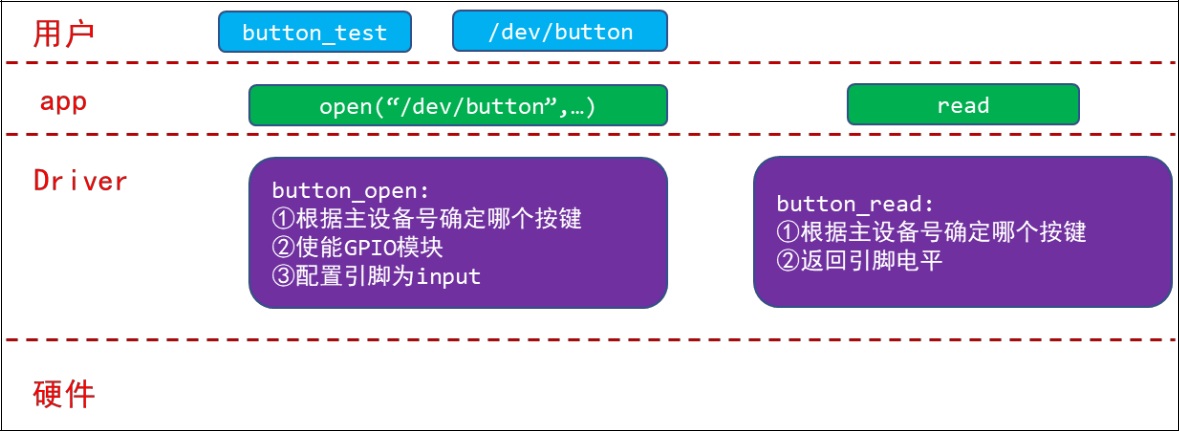 用户
button_test
/dev/button
app
open(“/dev/button”,…)
read
Driver
button_open:
①根据主设备号确定哪个按键
②使能GPIO模块
③配置引脚为input
button_read:
①根据主设备号确定哪个按键
②返回引脚电平
硬件